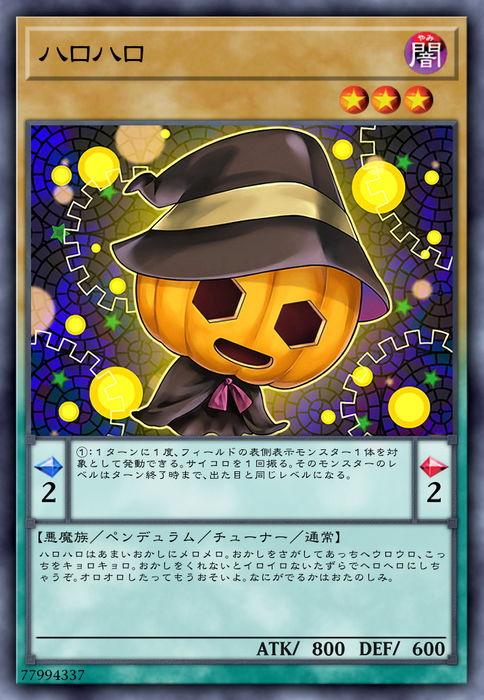 ハロハロ
やみ
闇
①:1ターンに1度、フィールドの表側表示モンスター1体を対
象として発動できる。サイコロを1回振る。そのモンスターのレ
ベルはターン終了時まで、出た目と同じレベルになる。
2
2
【悪魔族／ペンデュラム／チューナー／通常】
ハロハロはあまいおかしにメロメロ。おかしをさがしてあっちへウロウロ、こっ
ちをキョロキョロ。おかしをくれないとイロイロないたずらでヘロヘロにしち
ゃうぞ。オロオロしたってもうおそいよ。なにがでるかはおたのしみ。
ATK/ 800 DEF/ 600
77994337